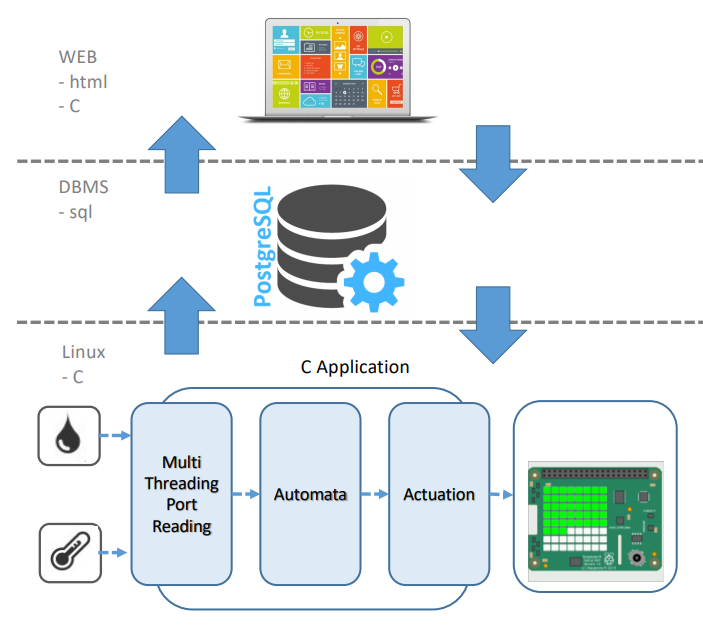 WEB
- html
- C
DBMS
- sql
PostgreSQL
Linux
- C
C Application
Multi
Threading
Port
Reading
Automata
Actuation